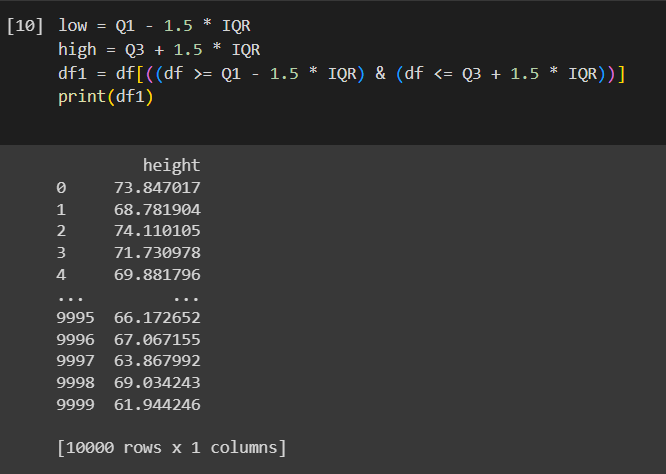 [10] low = Q1 - 1.5 * IQR
high = Q3 + 1.5 * IQR
df1 = df[((df >= Q1 - 1.5 * IQR) & (df <= Q3 + 1.5 * IQR))]
print(df1)
height
0 73.847017
1 68.781904
2 74.110105
3 71.730978
4 69.881796
... ...
9995 66.172652
9996 67.067155
9997 63.867992
9998 69.034243
9999 61.944246
[10000 rows x 1 columns]